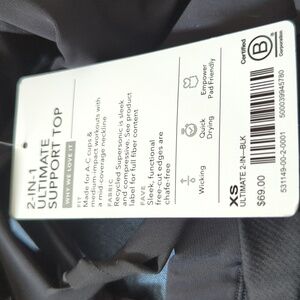 2-IN-1
ULTIMATE
SUPPORT TOP
WHY WE LOVE IT
FIT
Made for A-C cups &
medium-impact workouts with
a mid-coverage neckline
FABRIC
Recycled Supersonic is sleek
and compressive. See product
label for full fiber content
FAVE
Sleek, functional
free-cut edges are
chafe-free
Wicking
Quick
Drying
Empower
Pad Friendly
XS
ULTIMATE 2-IN--BLK
$69.00
500039945780
531149-00-2-0001
Certified
B
Corporation